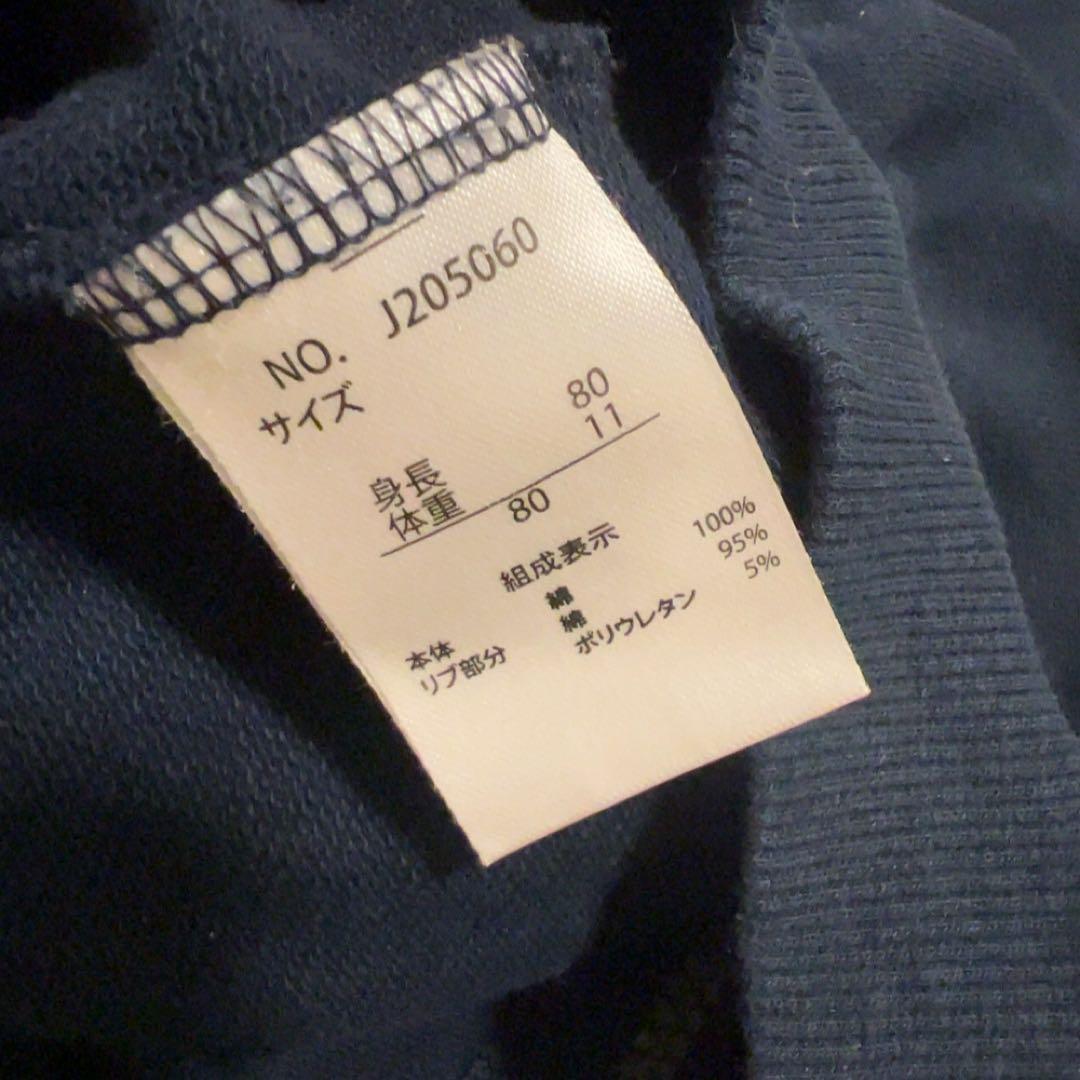 NO. J205060
サイズ
身長 80
体重 11
80
組成表示
本体 綿 100%
リブ部分 綿 95%
ポリウレタン 5%